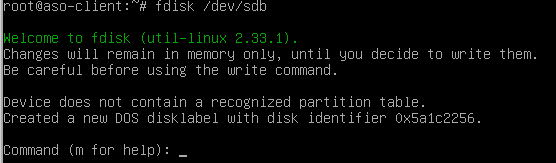 root@aso-client:~# fdisk /dev/sdb
Welcome to fdisk (util-linux 2.33.1).
Changes will remain in memory only, until you decide to write them.
Be careful before using the write command.
Device does not contain a recognized partition table.
Created a new DOS disklabel with disk identifier 0x5a1c2256.
Command (m for help): _